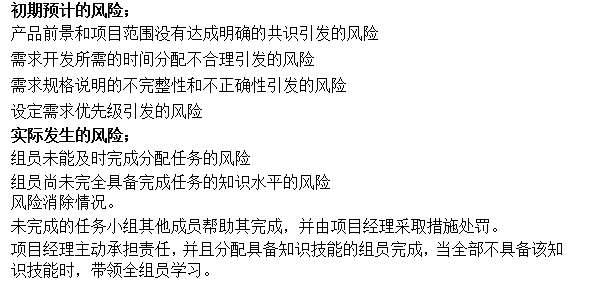 初期预计的风险；
产品前景和项目范围没有达成明确的共识引发的风险
需求开发所需的时间分配不合理引发的风险
需求规格说明的不完整性和不正确性引发的风险
设定需求优先级引发的风险
实际发生的风险；
组员未能及时完成分配任务的风险
组员尚未完全具备完成任务的知识水平的风险
风险消除情况。
未完成的任务小组其他成员帮助其完成，并由项目经理采取措施处罚。
项目经理主动承担责任，并且分配具备知识技能的组员完成，当全部不具备该知
识技能时，带领全组员学习。